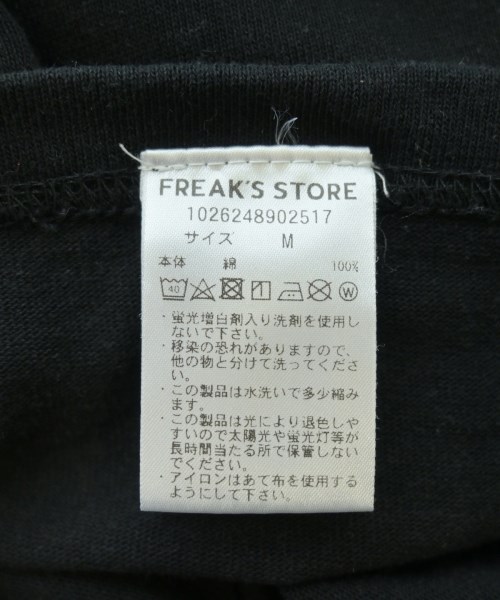 FREAK'S STORE
1026248902517
サイズ M
本体 綿 100%
40 W
・蛍光増白剤入り洗剤を使用し
ないで下さい。
・移染の恐れがありますので、
他の物と分けて洗ってくださ
い。
・この製品は水洗いで多少縮み
ます。
・この製品は光により退色しや
すいので太陽光や蛍光灯等が
長時間当たる所で保管しない
でください。
・アイロンはあて布を使用する
ようにして下さい。